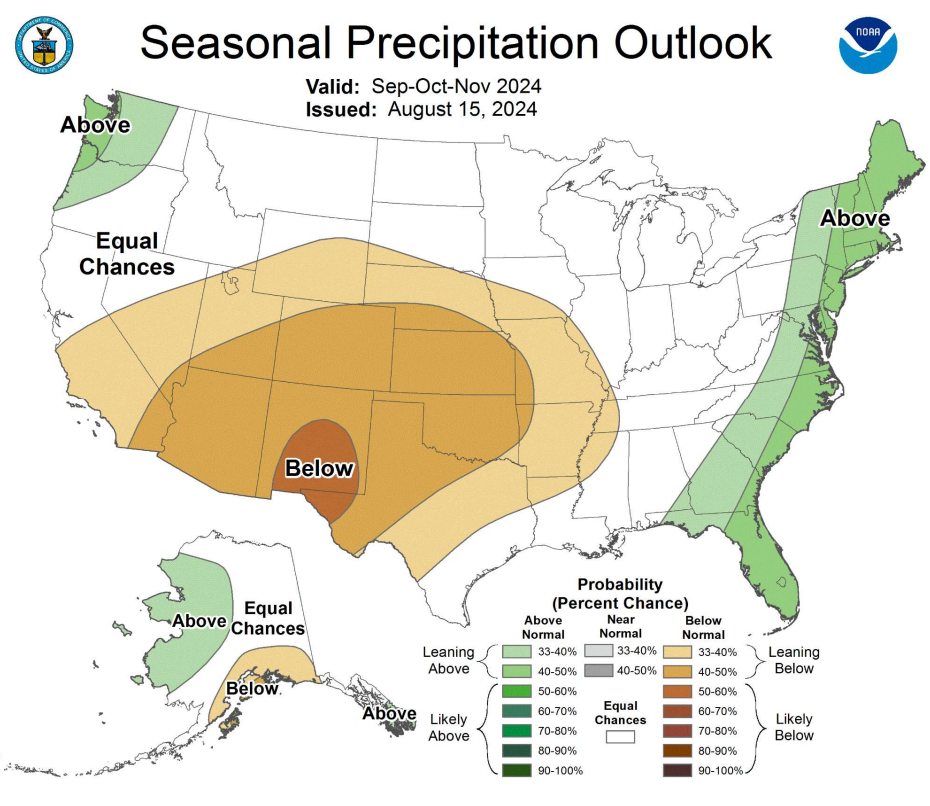 Seasonal Precipitation Outlook
NOAA
Valid: Sep-Oct-Nov 2024
Issued: August 15, 2024
Above
Equal
Chances
Above
Below
Above
Equal
Chances
Below
Above
Probability
(Percent Chance)
Above
Normal
Near
Normal
Below
Normal
Leaning
Above
33-40%
40-50%
33-40%
40-50%
33-40%
40-50%
Leaning
Below
Likely
Above
50-60%
60-70%
70-80%
80-90%
90-100%
Equal
Chances
50-60%
60-70%
70-80%
80-90%
90-100%
Likely
Below